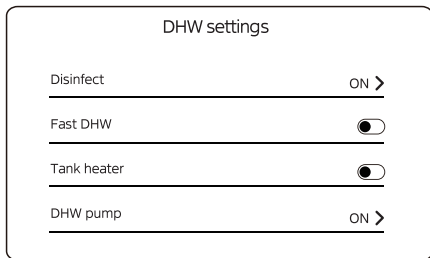 DHW settings
Disinfect ON
Fast DHW
Tank heater
DHW pump ON